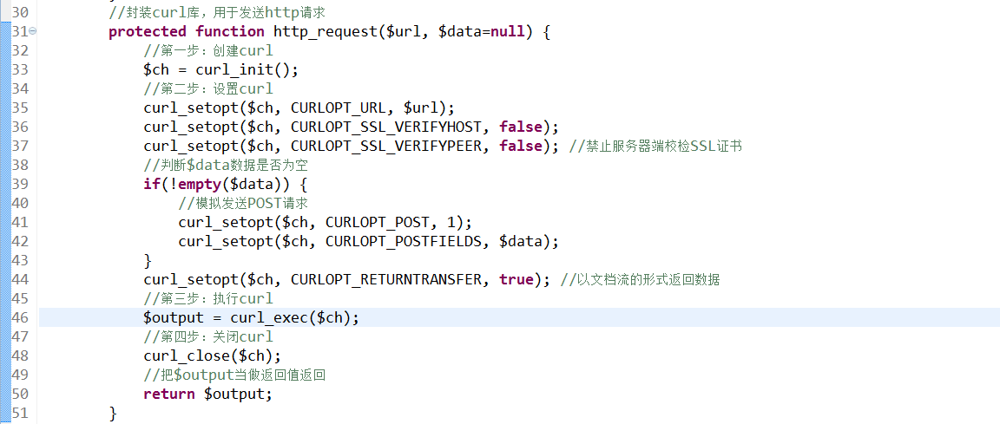 30 //封装curl库，用于发送http请求
31 protected function http_request($url, $data=null) {
32 //第一步：创建curl
33 $ch = curl_init();
34 //第二步：设置curl
35 curl_setopt($ch, CURLOPT_URL, $url);
36 curl_setopt($ch, CURLOPT_SSL_VERIFYHOST, false);
37 curl_setopt($ch, CURLOPT_SSL_VERIFYPEER, false); //禁止服务器端校检SSL证书
38 //判断$data数据是否为空
39 if(!empty($data)) {
40 //模拟发送POST请求
41 curl_setopt($ch, CURLOPT_POST, 1);
42 curl_setopt($ch, CURLOPT_POSTFIELDS, $data);
43 }
44 curl_setopt($ch, CURLOPT_RETURNTRANSFER, true); //以文档流的形式返回数据
45 //第三步：执行curl
46 $output = curl_exec($ch);
47 //第四步：关闭curl
48 curl_close($ch);
49 //把$output当做返回值返回
50 return $output;
51 }